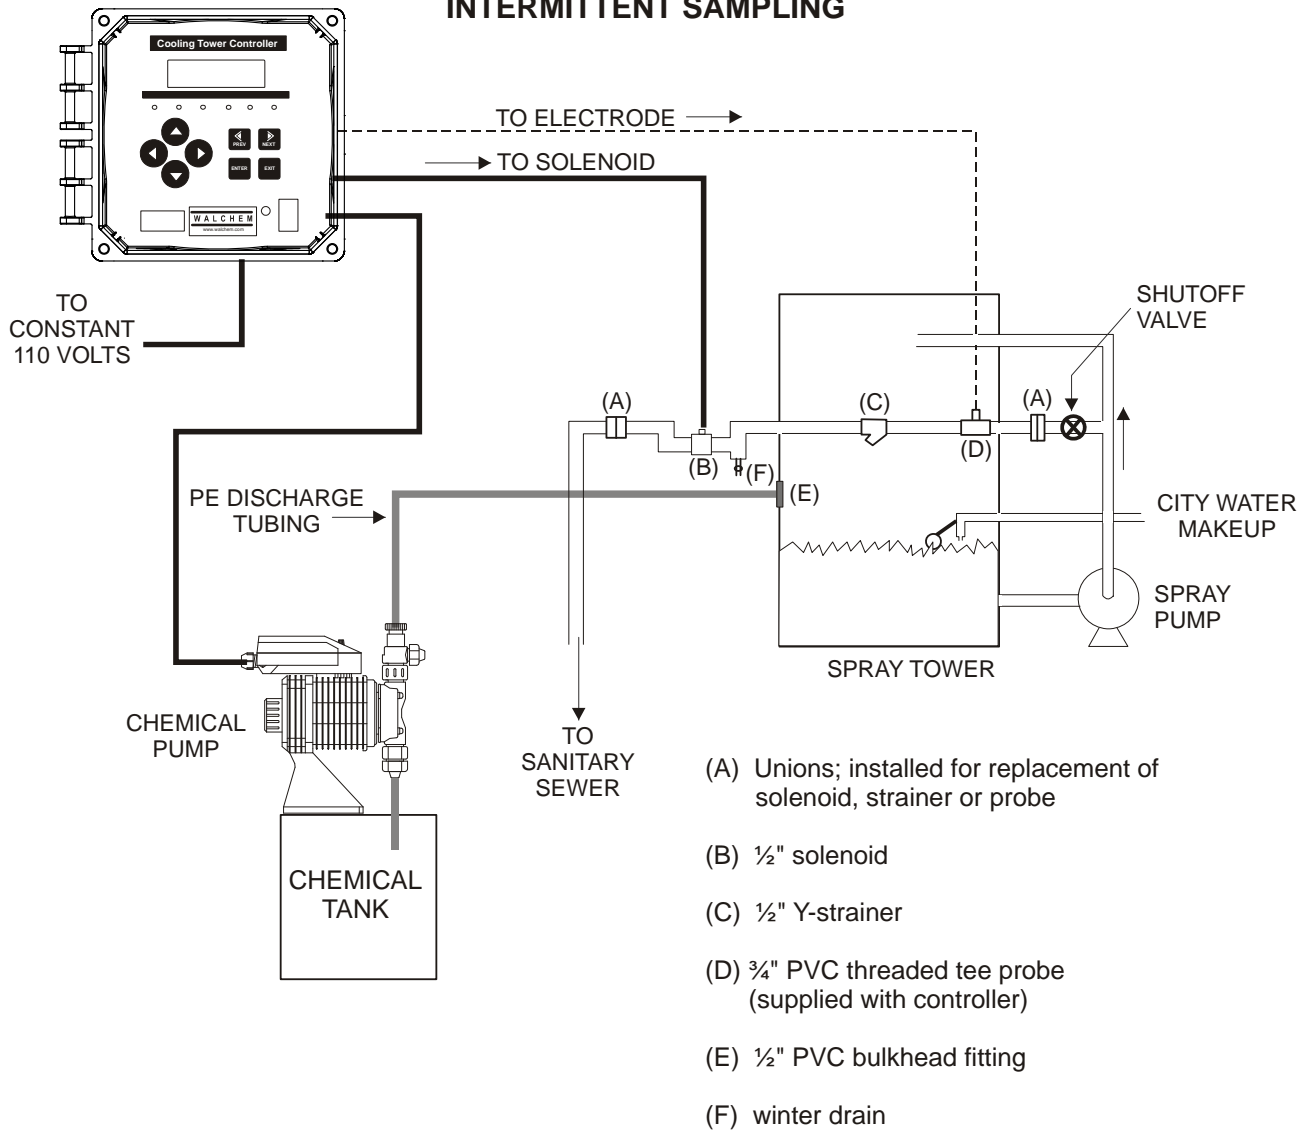 INTERMITTENT SAMPLING
Cooling Tower Controller
PREV
NEXT
ENTER
EXIT
WALCHEM
www.walchem.com
TO ELECTRODE
TO SOLENOID
TO
CONSTANT
110 VOLTS
SHUTOFF
VALVE
(A)
(B)
(F)
(C)
(D)
(A)
(E)
PE DISCHARGE
TUBING
CITY WATER
MAKEUP
SPRAY
PUMP
SPRAY TOWER
CHEMICAL
PUMP
TO
SANITARY
SEWER
CHEMICAL
TANK
(A) Unions; installed for replacement of
solenoid, strainer or probe
(B) ½" solenoid
(C) ½" Y-strainer
(D) ¾" PVC threaded tee probe
(supplied with controller)
(E) ½" PVC bulkhead fitting
(F) winter drain